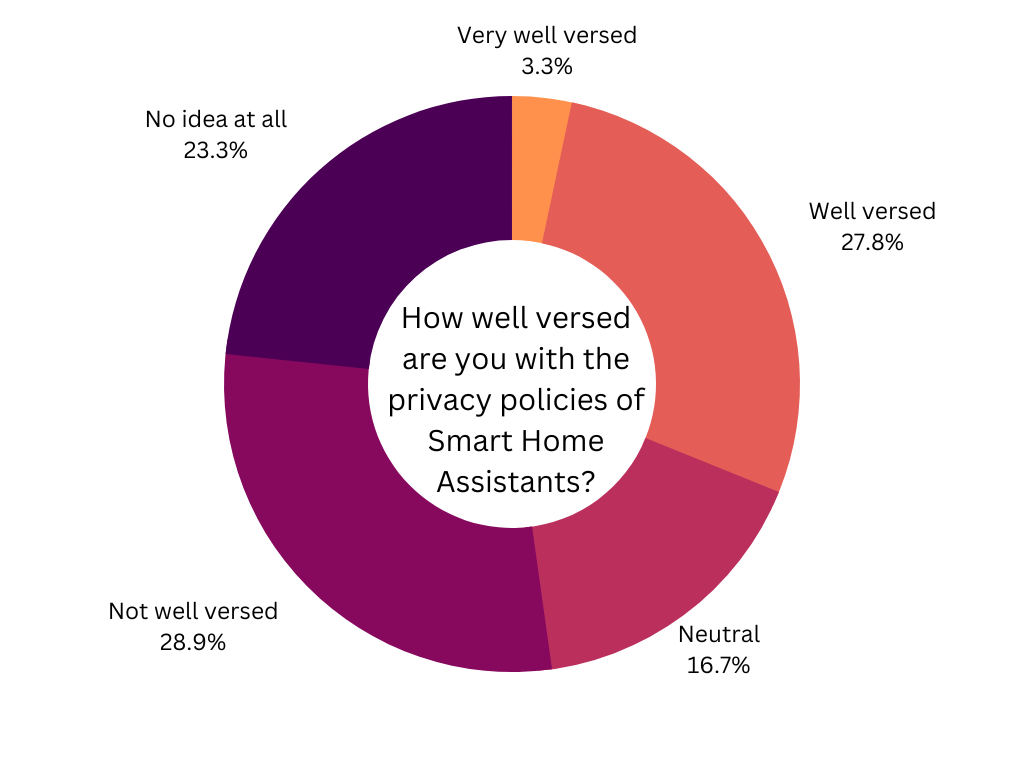 Very well versed
3.3%
No idea at all
23.3%
Well versed
27.8%
How well versed
are you with the
privacy policies of
Smart Home
Assistants?
Not well versed
28.9%
Neutral
16.7%